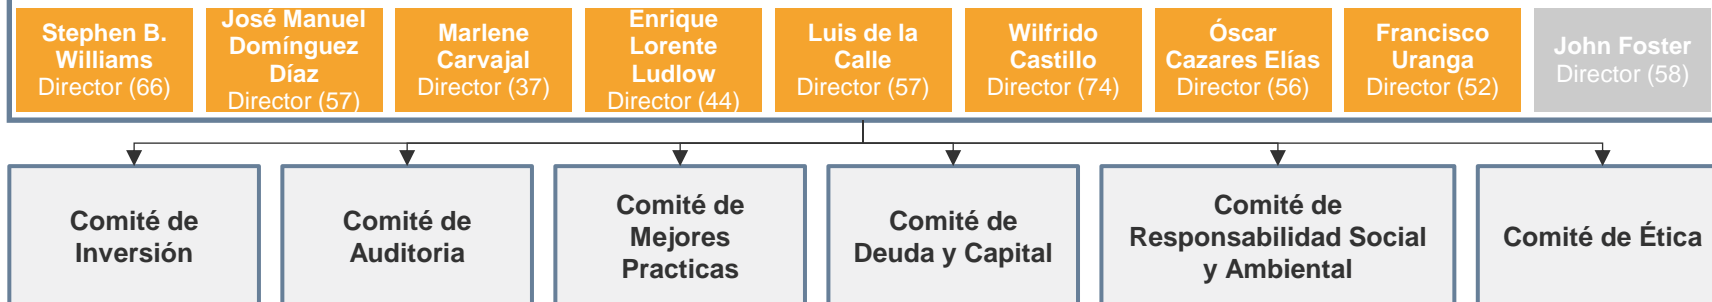 Stephen B.
Williams
Director (66)
José Manuel
Domínguez
Díaz
Director (57)
Marlene
Carvajal
Director (37)
Enrique
Lorente
Ludlow
Director (44)
Luis de la
Calle
Director (57)
Wilfrido
Castillo
Director (74)
Óscar
Cazares Elías
Director (56)
Francisco
Uranga
Director (52)
John Foster
Director (58)
Comité de
Inversión
Comité de
Auditoria
Comité de
Mejores
Practicas
Comité de
Deuda y Capital
Comité de
Responsabilidad Social
y Ambiental
Comité de Ética